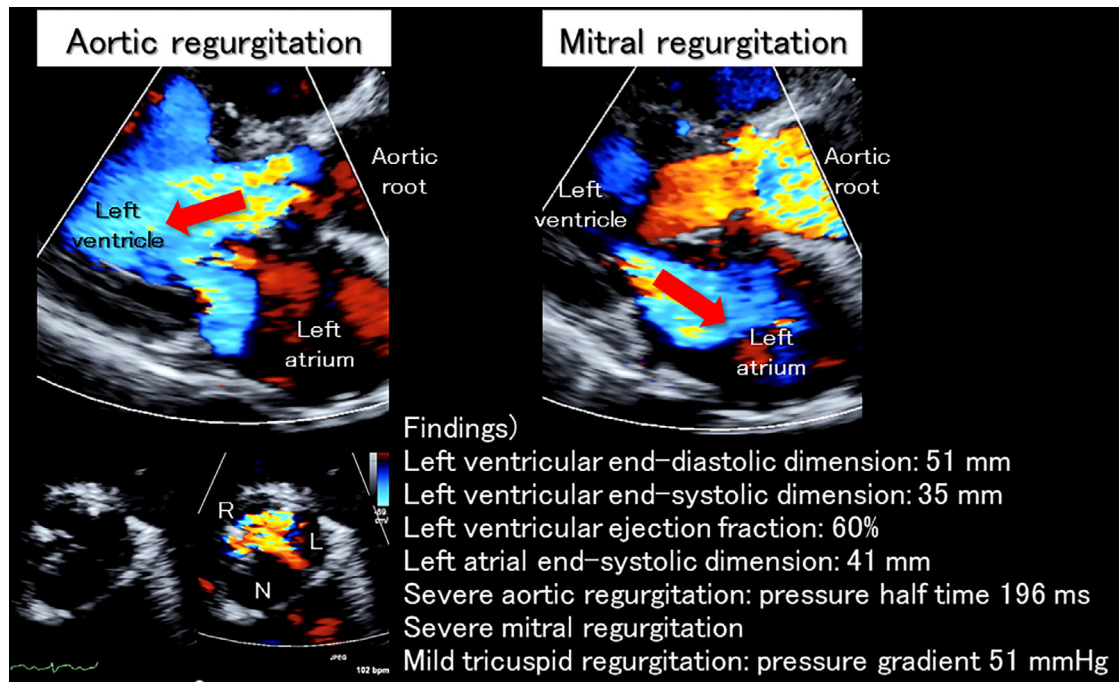 Aortic regurgitation
Mitral regurgitation
Aortic
root
Left
ventricle
Left
atrium
Aortic
root
Left
ventricle
Left
atrium
R
L
N
JPEG
102 bpm
Findings)
Left ventricular end-diastolic dimension: 51 mm
Left ventricular end-systolic dimension: 35 mm
Left ventricular ejection fraction: 60%
Left atrial end-systolic dimension: 41 mm
Severe aortic regurgitation: pressure half time 196 ms
Severe mitral regurgitation
Mild tricuspid regurgitation: pressure gradient 51 mmHg